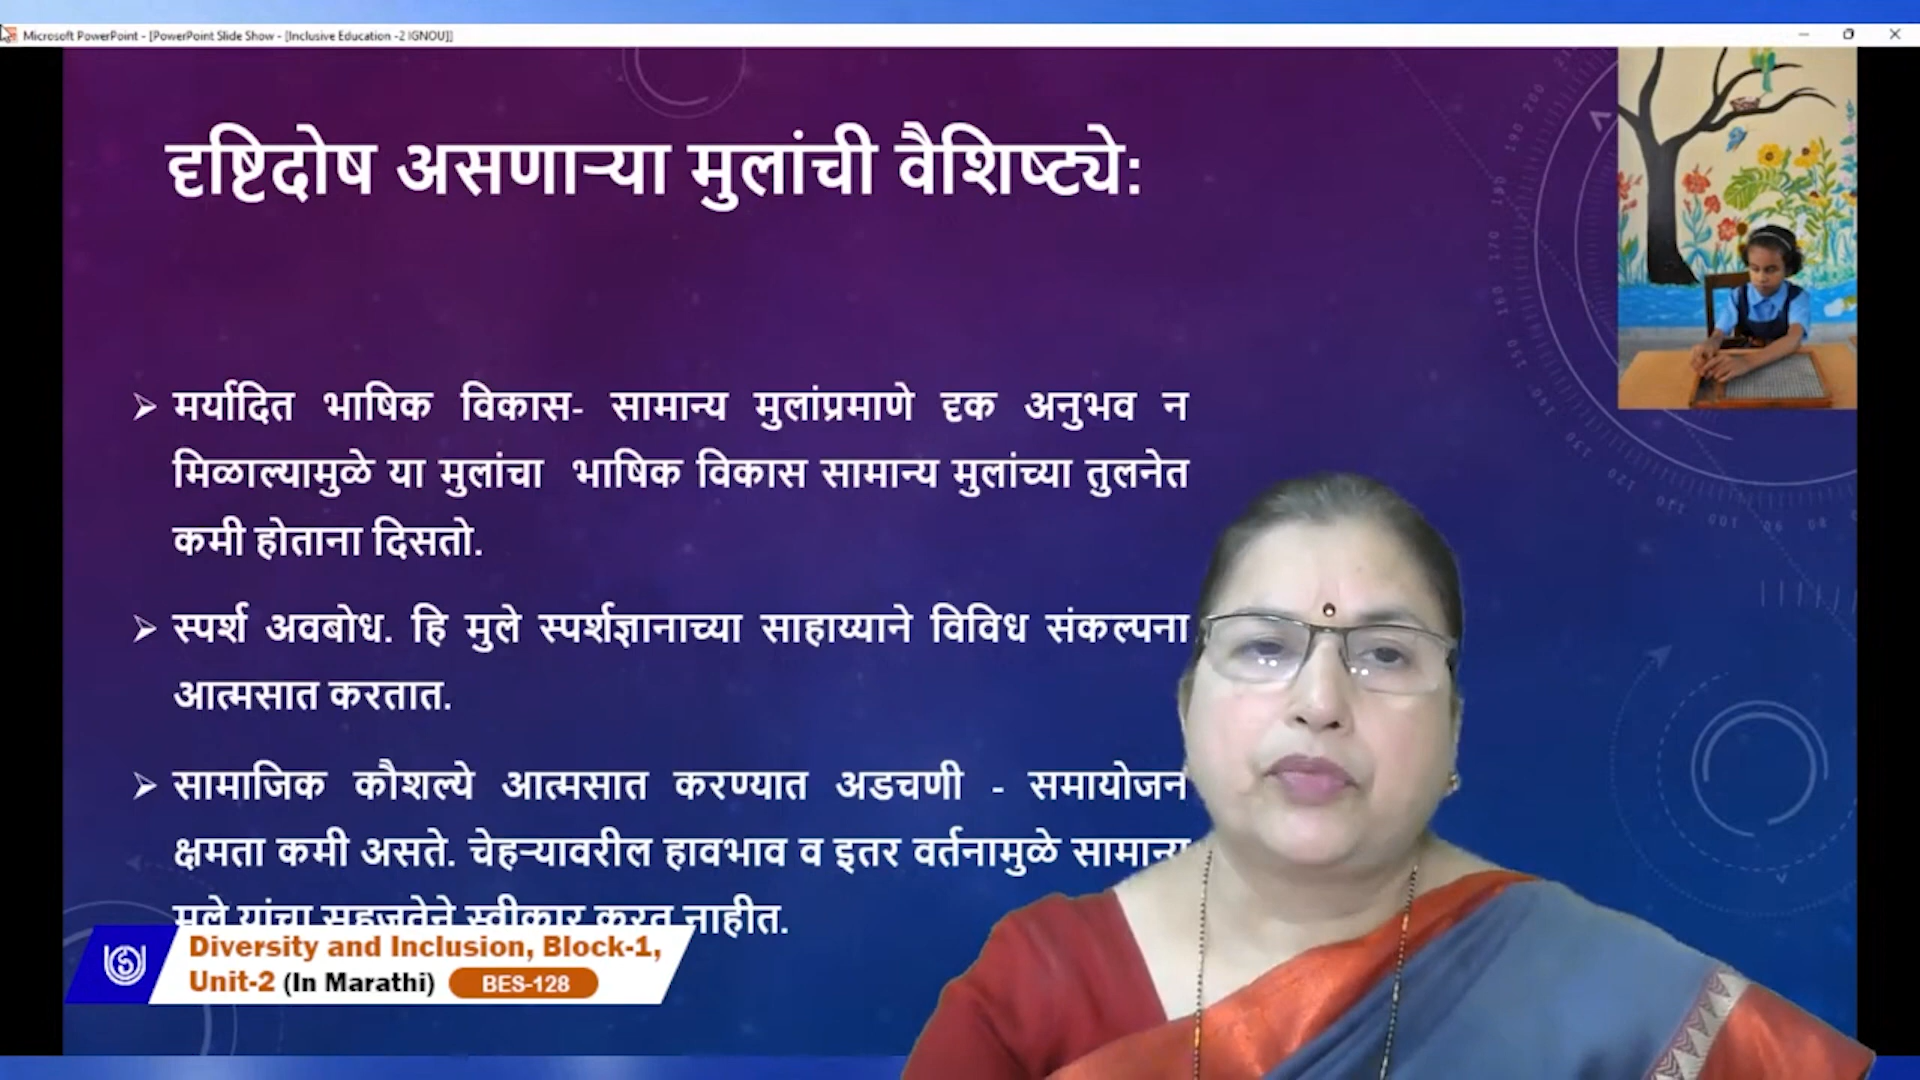 Microsoft PowerPoint - [PowerPoint Slide Show - [Inclusive Education -2 IGNOU]]
दृष्टिदोष असणाऱ्या मुलांची वैशिष्ट्ये:
मर्यादित भाषिक विकास- सामान्य मुलांप्रमाणे दृक अनुभव न
मिळाल्यामुळे या मुलांचा भाषिक विकास सामान्य मुलांच्या तुलनेत
कमी होताना दिसतो.
स्पर्श अवबोध. हि मुले स्पर्शज्ञानाच्या साहाय्याने विविध संकल्पना
आत्मसात करतात.
सामाजिक कौशल्ये आत्मसात करण्यात अडचणी - समायोजन
क्षमता कमी असते. चेहऱ्यावरील हावभाव व इतर वर्तनामुळे सामान्य
मुले यांचा सहजतेने स्वीकार करत नाहीत.
Diversity and Inclusion, Block-1,
Unit-2 (In Marathi) BES-128